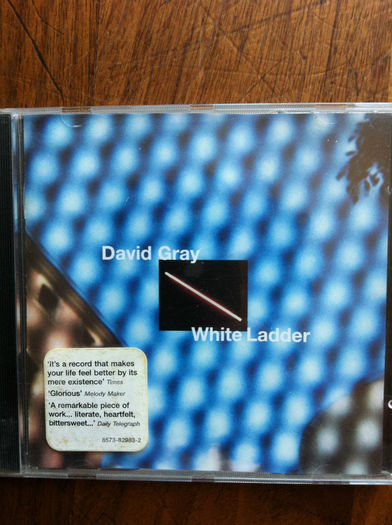 David Gray
White Ladder
'it's a record that makes
your life feel better by its
mere existence' Times
'Glorious' Melody Maker
'A remarkable piece of
work... literate, heartfelt,
bittersweet...' Daily Telegraph
8573-82983-2